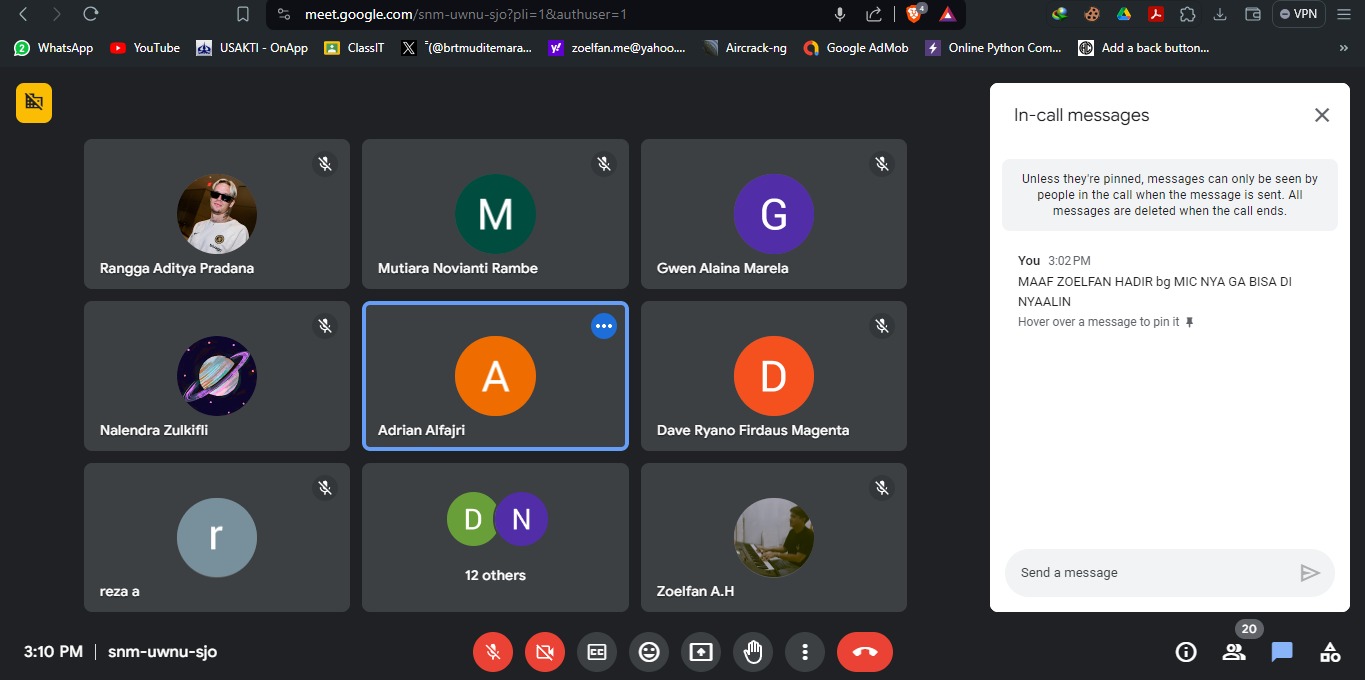 meet.google.com/snm-uwnu-sjo?pli=1&authuser=1
4
VPN
WhatsApp
YouTube
USAKTI - OnApp
ClassIT
(@brtmuditemara...
zoelfan.me@yahoo....
Aircrack-ng
Google AdMob
Online Python Com...
Add a back button...
In-call messages
Unless they're pinned, messages can only be seen by
people in the call when the message is sent. All
messages are deleted when the call ends.
You 3:02 PM
MAAF ZOELFAN HADIR bg MIC NYA GA BISA DI
NYAALIN
Hover over a message to pin it
Send a message
Rangga Aditya Pradana
M
Mutiara Novianti Rambe
G
Gwen Alaina Marela
Nalendra Zulkifli
A
Adrian Alfajri
D
Dave Ryano Firdaus Magenta
r
reza a
D N
12 others
Zoelfan A.H
3:10 PM | snm-uwnu-sjo
CC
20